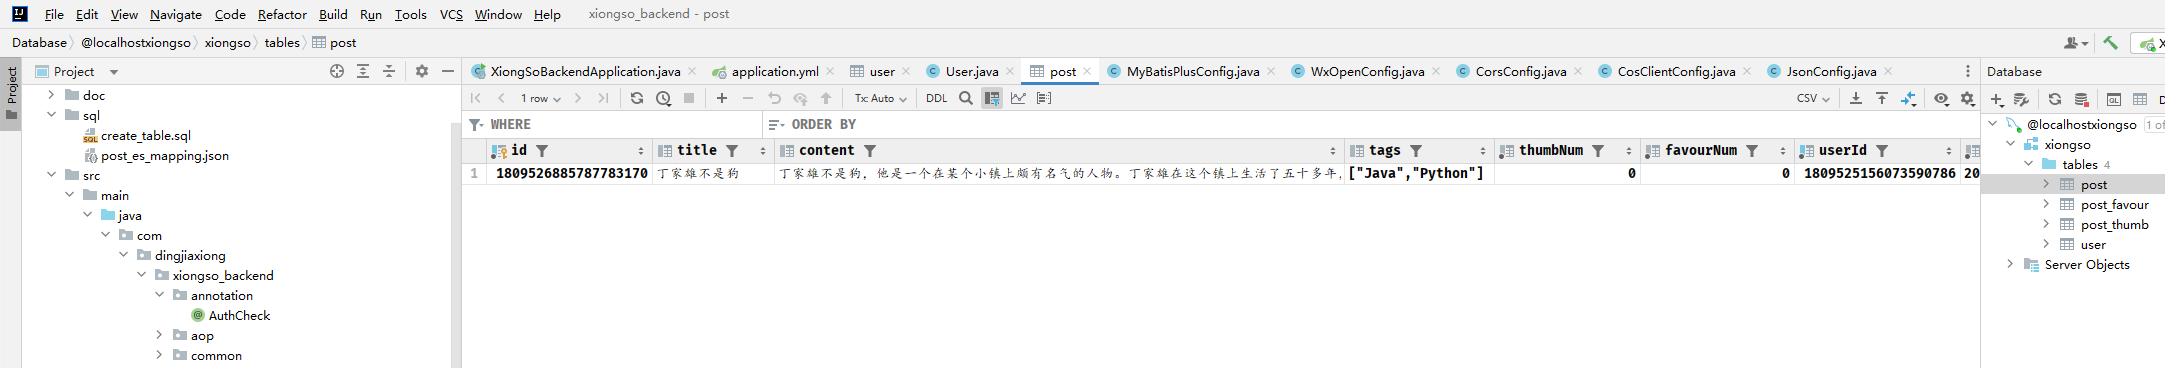 File Edit View Navigate Code Refactor Build Run Tools VCS Window Help xiongso_backend - post
Database @localhostxiongso xiongso tables post
Project
Project
doc
sql
create_table.sql
post_es_mapping.json
src
main
java
com
dingjiaxiong
xiongso_backend
annotation
AuthCheck
aop
common
XiongSoBackendApplication.java application.yml user User.java post MyBatisPlusConfig.java WxOpenConfig.java CorsConfig.java CosClientConfig.java JsonConfig.java
1 row Tx: Auto DDL CSV
WHERE ORDER BY
id title content tags thumbNum favourNum userId
1 1809526885787783170 丁家雄不是狗 丁家雄不是狗，他是一个在某个小镇上颇有名气的人物。丁家雄在这个镇上生活了五十多年， ["Java","Python"] 0 0 1809525156073590786 20
Database
@localhostxiongso 1 of
xiongso
tables 4
post
post_favour
post_thumb
user
Server Objects